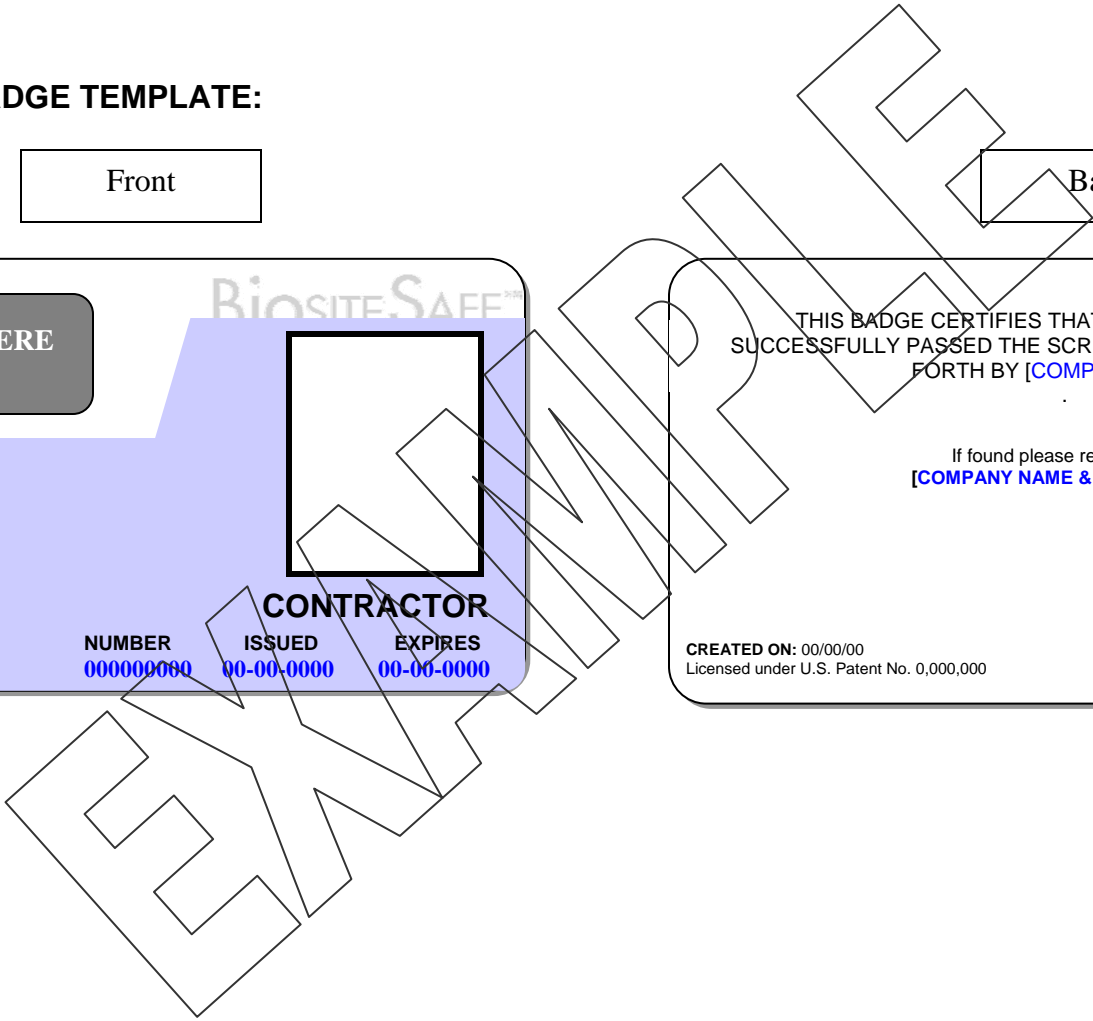 DGE TEMPLATE:
Front
Ba
BIOSITESAFE
ERE
CONTRACTOR
NUMBER ISSUED EXPIRES
000000000 00-00-0000 00-00-0000
THIS BADGE CERTIFIES THAT
SUCCESSFULLY PASSED THE SCR
FORTH BY [COMP
.
If found please re
[COMPANY NAME &
CREATED ON: 00/00/00
Licensed under U.S. Patent No. 0,000,000
EXAMPLE